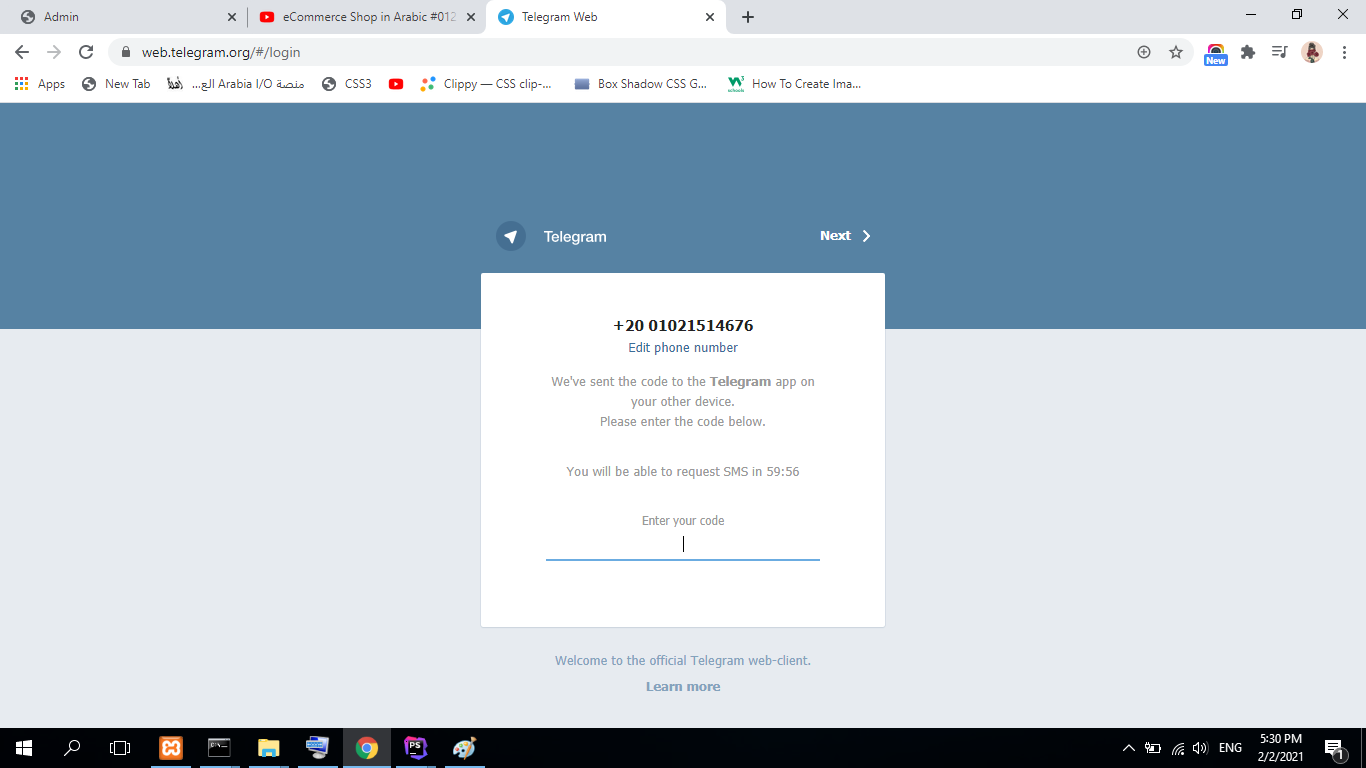 Admin
eCommerce Shop in Arabic #012
Telegram Web
web.telegram.org/#/login
New
Apps
New Tab
منصة Arabia I/O الع...
CSS3
Clippy — CSS clip-...
Box Shadow CSS G...
How To Create Ima...
Telegram
Next
+20 01021514676
Edit phone number
We've sent the code to the Telegram app on
your other device.
Please enter the code below.
You will be able to request SMS in 59:56
Enter your code
Welcome to the official Telegram web-client.
Learn more
PS
ENG
5:30 PM
2/2/2021
1